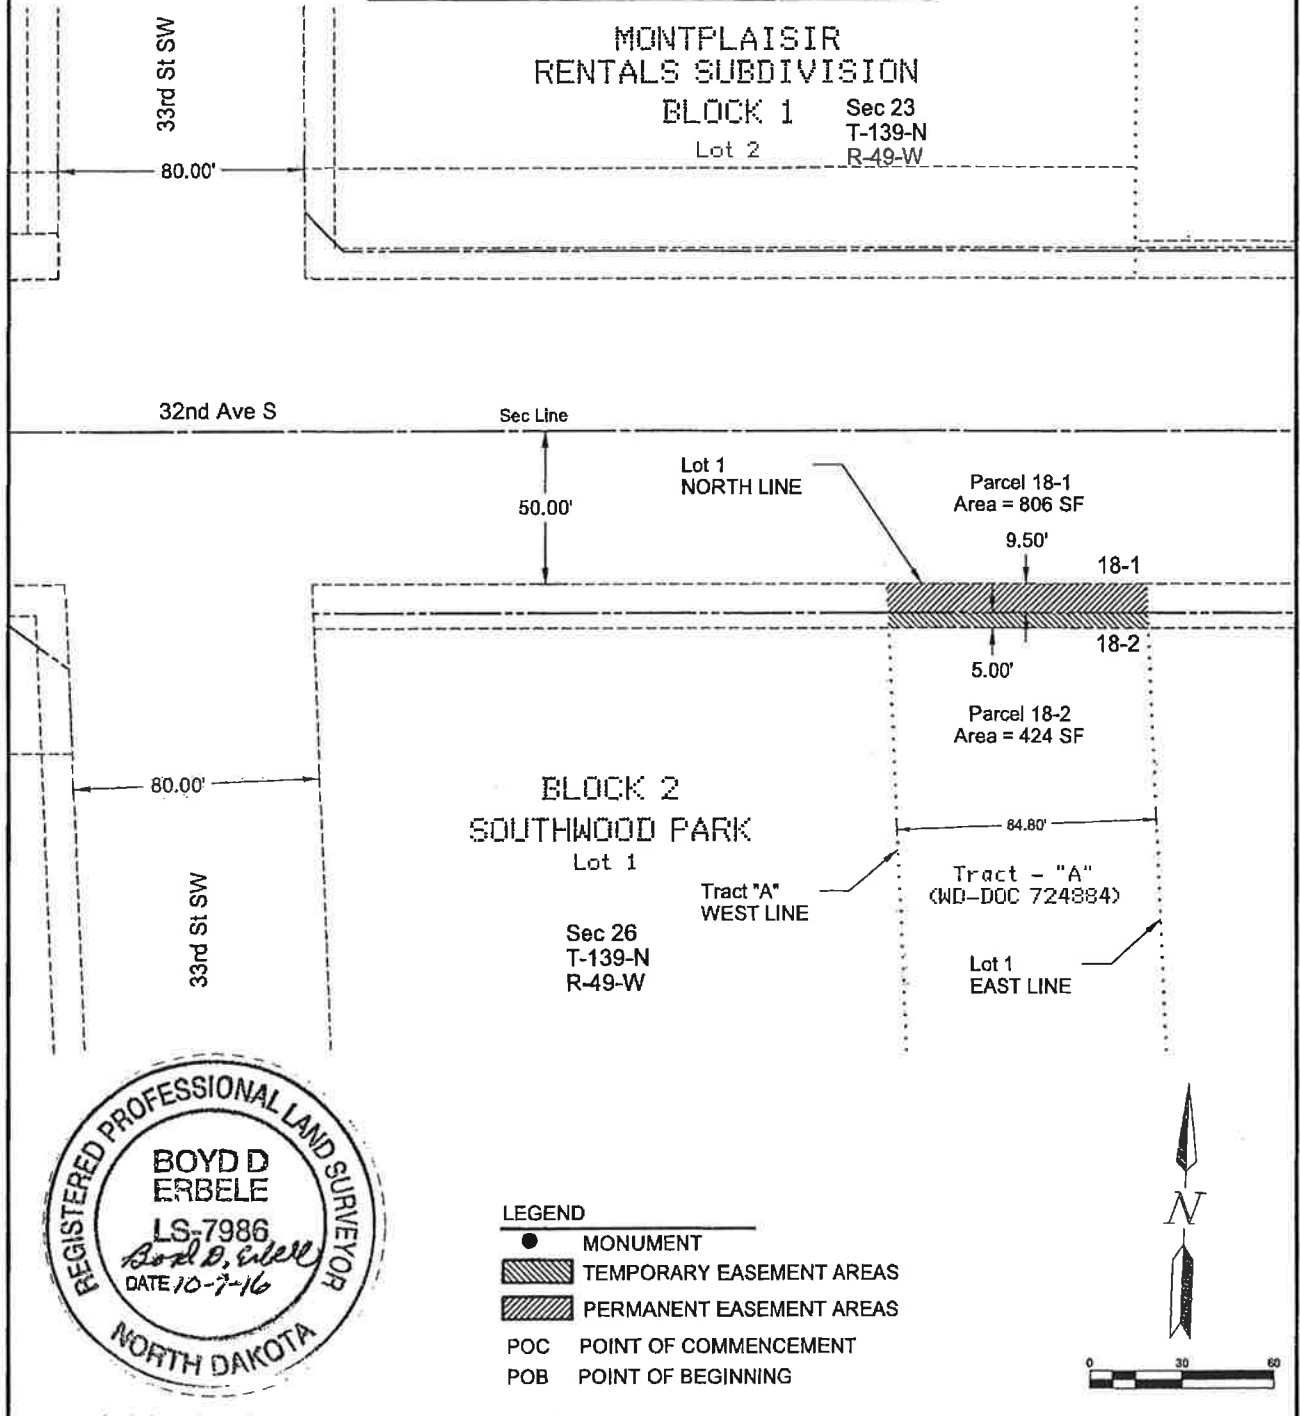 33rd St SW
MONTPLAISIR
RENTALS SUBDIVISION
BLOCK 1
Lot 2
Sec 23
T-139-N
R-49-W
80.00'
32nd Ave S
Sec Line
50.00'
Lot 1
NORTH LINE
Parcel 18-1
Area = 806 SF
9.50'
18-1
18-2
5.00'
Parcel 18-2
Area = 424 SF
80.00'
BLOCK 2
SOUTHWOOD PARK
Lot 1
84.80'
Tract "A"
WEST LINE
Tract - "A"
(WD-DOC 724884)
33rd St SW
Sec 26
T-139-N
R-49-W
Lot 1
EAST LINE
REGISTERED PROFESSIONAL LAND SURVEYOR
BOYD D
ERBELE
LS-7986
Boyd D. Erbele
DATE 10-7-16
NORTH DAKOTA
N
LEGEND
MONUMENT
TEMPORARY EASEMENT AREAS
PERMANENT EASEMENT AREAS
POC POINT OF COMMENCEMENT
POB POINT OF BEGINNING
0 30 60